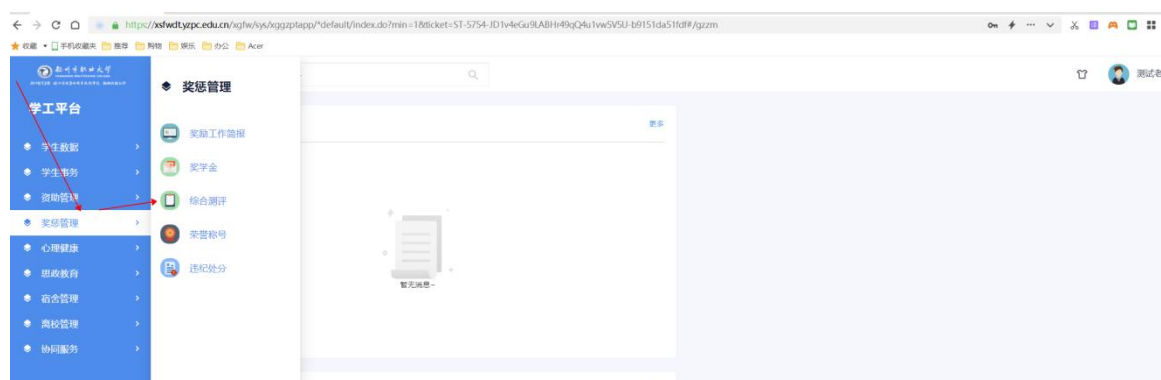 https://xsfwdt.yzpc.edu.cn/xgfw/sys/xggzptapp/*default/index.do?min=1&ticket=ST-5754-JD1v4eGu9LABHr49qQ4u1vw5V5U-b9151da51fdf#/gzzm
收藏 手机收藏夹 推荐 购物 娱乐 办公 Acer
学工平台
学生数据
学生事务
资助管理
奖惩管理
心理健康
思政教育
宿舍管理
离校管理
协同服务
奖惩管理
奖励工作简报
奖学金
综合测评
荣誉称号
违纪处分
更多
暂无消息~
测试老